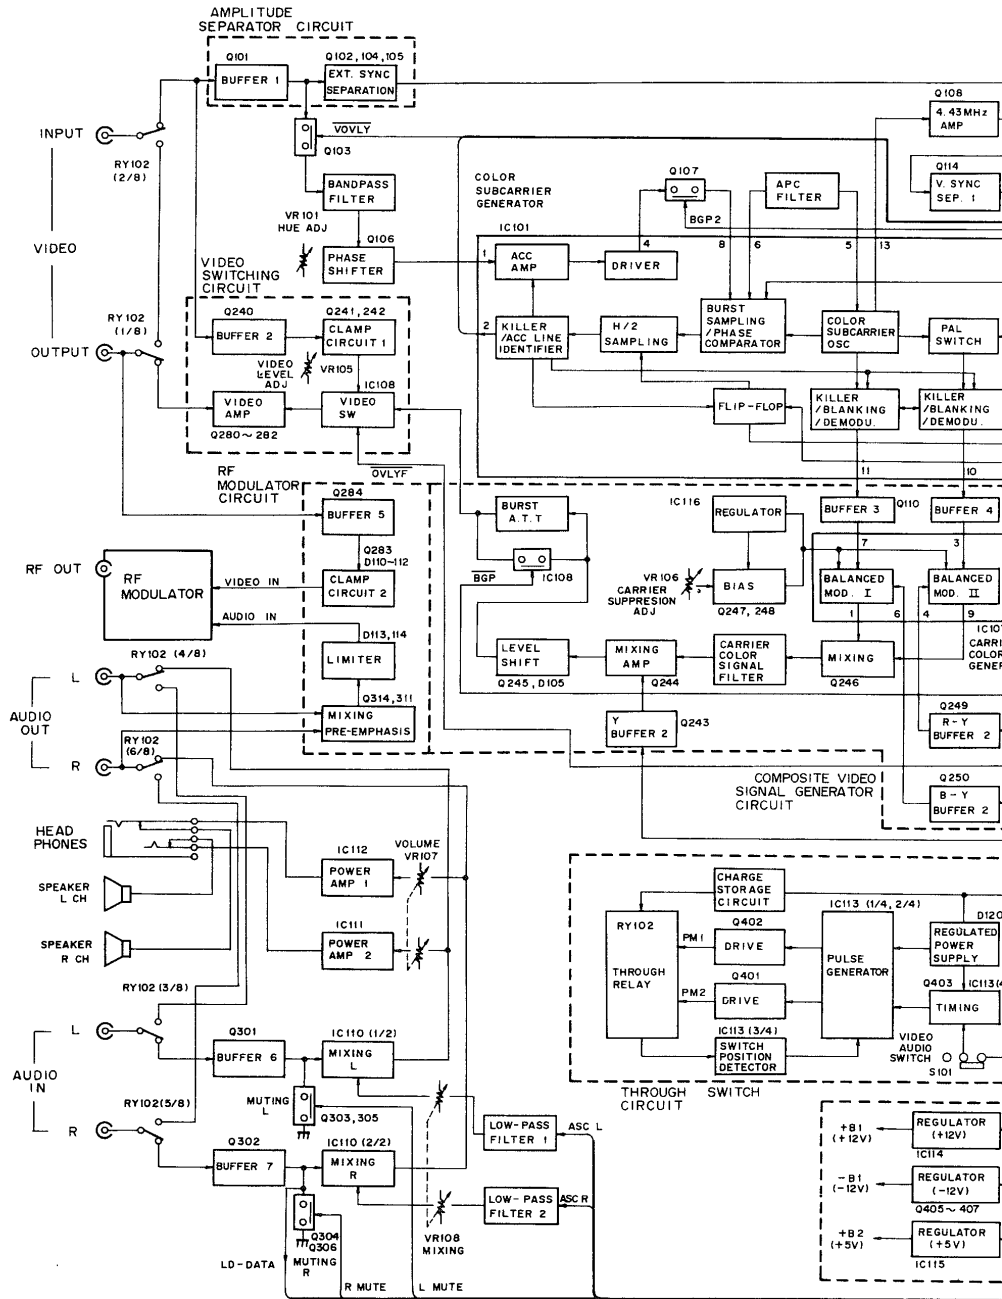 AMPLITUDE
SEPARATOR CIRCUIT
Q101
Q102, 104, 105
BUFFER 1
EXT. SYNC
SEPARATION
Q108
4.43MHz
AMP
INPUT
VOVLY
Q103
RY102
(2/8)
COLOR
SUBCARRIER
GENERATOR
Q107
Q114
V. SYNC
SEP. 1
BANDPASS
FILTER
APC
FILTER
VR101
HUE ADJ
BGP2
VIDEO
Q106
IC101
PHASE
SHIFTER
1
ACC
AMP
4
DRIVER
8
6
5
13
VIDEO
SWITCHING
CIRCUIT
RY102
(1/8)
Q240
Q241, 242
BUFFER 2
CLAMP
CIRCUIT 1
2
KILLER
/ACC LINE
IDENTIFIER
H/2
SAMPLING
BURST
SAMPLING
/PHASE
COMPARATOR
COLOR
SUBCARRIER
OSC
PAL
SWITCH
OUTPUT
VIDEO
LEVEL
ADJ
VR105
IC108
VIDEO
AMP
VIDEO
SW
FLIP-FLOP
KILLER
/BLANKING
/DEMODU.
KILLER
/BLANKING
/DEMODU.
Q280～282
RF
MODULATOR
CIRCUIT
OVLYF
11
10
Q284
BUFFER 5
BURST
A.T.T
IC116
REGULATOR
BUFFER 3
Q110
BUFFER 4
Q283
D110-112
7
3
RF OUT
RF
MODULATOR
VIDEO IN
CLAMP
CIRCUIT 2
BGP
IC108
VR106
CARRIER
SUPPRESION
ADJ
BIAS
Q247, 248
BALANCED
MOD. I
BALANCED
MOD. II
AUDIO IN
D113, 114
1
6
4
9
IC107
CARRI
COLOR
GENER
LIMITER
LEVEL
SHIFT
MIXING
AMP
CARRIER
COLOR
SIGNAL
FILTER
MIXING
RY102 (4/8)
L
Q314, 311
Q245, D105
Q244
Q246
AUDIO
OUT
MIXING
PRE-EMPHASIS
Y
BUFFER 2
Q243
Q249
R-Y
BUFFER 2
RY102
(6/8)
R
COMPOSITE VIDEO
SIGNAL GENERATOR
CIRCUIT
Q250
B-Y
BUFFER 2
HEAD
PHONES
IC112
VOLUME
VR107
POWER
AMP 1
CHARGE
STORAGE
CIRCUIT
SPEAKER
L CH
IC113 (1/4, 2/4)
D120
RY102
THROUGH
RELAY
Q402
PM1
DRIVE
IC111
POWER
AMP 2
PULSE
GENERATOR
REGULATED
POWER
SUPPLY
SPEAKER
R CH
Q401
PM2
DRIVE
Q403
IC113(4
TIMING
RY102 (3/8)
L
Q301
IC110 (1/2)
IC113 (3/4)
BUFFER 6
MIXING
L
SWITCH
POSITION
DETECTOR
VIDEO
AUDIO
SWITCH
S101
AUDIO
IN
THROUGH SWITCH
CIRCUIT
MUTING
L
Q303, 305
RY102(5/8)
R
LOW-PASS
FILTER 1
ASC L
+B1
(+12V)
REGULATOR
(+12V)
IC114
Q302
IC110 (2/2)
BUFFER 7
MIXING
R
-B1
(-12V)
REGULATOR
(-12V)
Q405～407
LOW-PASS
FILTER 2
ASC R
Q304
Q306
MUTING
R
VR108
MIXING
+B2
(+5V)
REGULATOR
(+5V)
IC115
LD-DATA
R MUTE
L MUTE